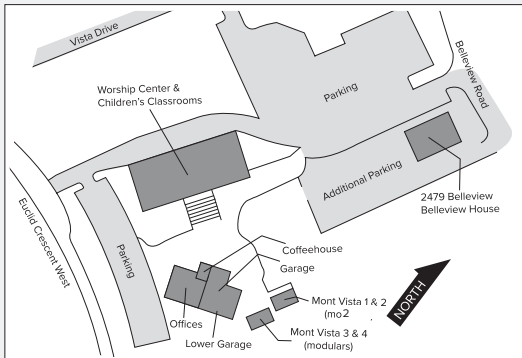 Vista Drive
Belleview Road
Worship Center &
Children's Classrooms
Parking
Additional Parking
2479 Belleview
Belleview House
Euclid Crescent West
Parking
Coffeehouse
Garage
NORTH
Mont Vista 1 & 2
(mo2
Offices
Mont Vista 3 & 4
(modulars)
Lower Garage